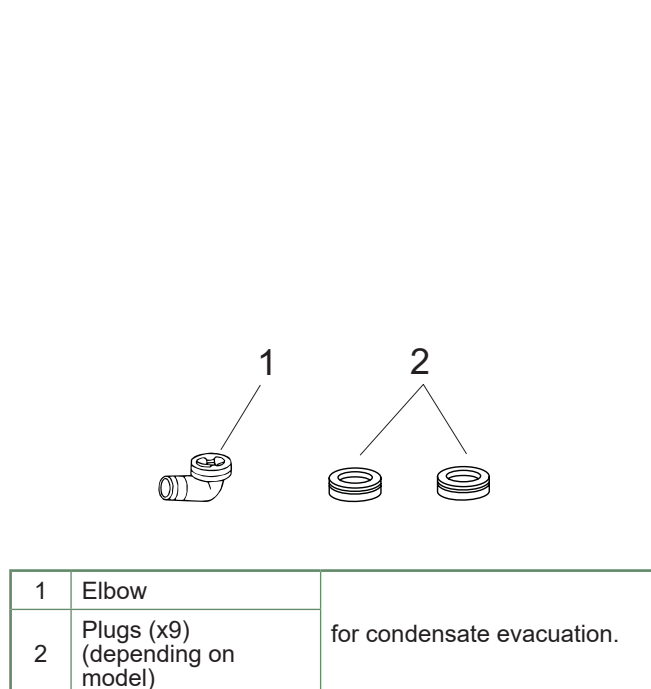 1 2
1 Elbow
for condensate evacuation.
2 Plugs (x9)
(depending on
model)